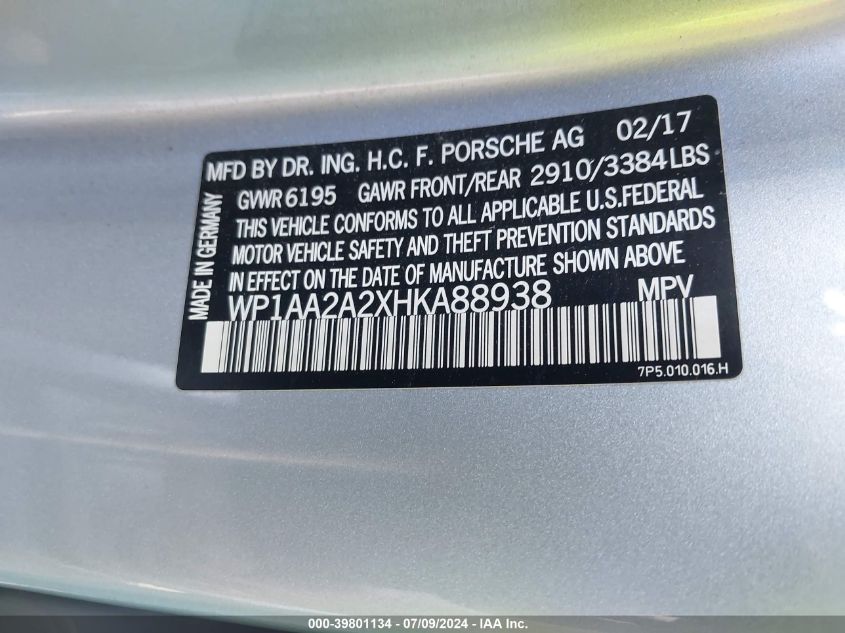 MFD BY DR. ING. H.C. F. PORSCHE AG 02/17
GVWR 6195 GAWR FRONT/REAR 2910/3384LBS
THIS VEHICLE CONFORMS TO ALL APPLICABLE U.S.FEDERAL
MOTOR VEHICLE SAFETY AND THEFT PREVENTION STANDARDS
IN EFFECT ON THE DATE OF MANUFACTURE SHOWN ABOVE
WP1AA2A2XHKA88938 MPV
MADE IN GERMANY
7P5.010.016.H
000-39801134 - 07/09/2024 - IAA Inc.